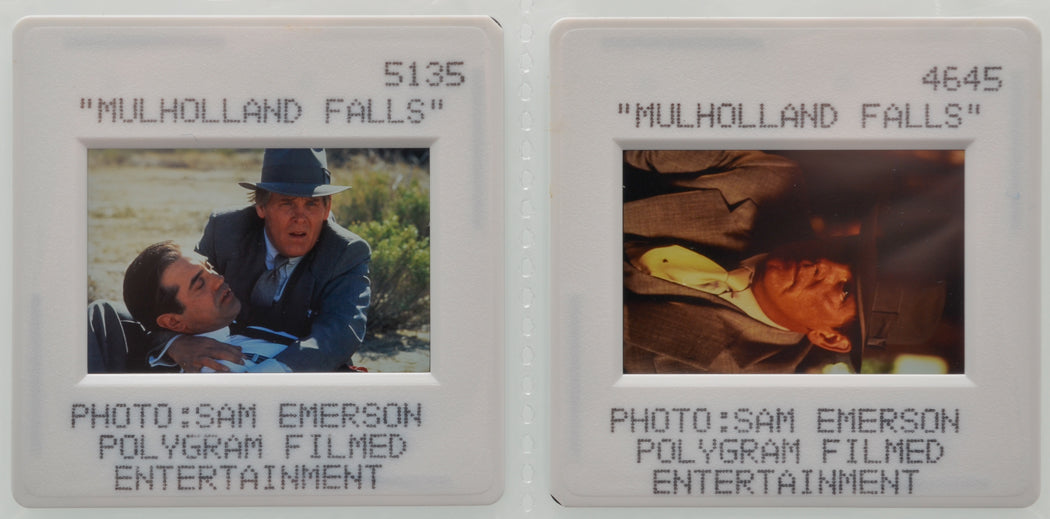 5135
"MULHOLLAND FALLS"
PHOTO:SAM EMERSON
POLYGRAM FILMED
ENTERTAINMENT
4645
"MULHOLLAND FALLS"
PHOTO:SAM EMERSON
POLYGRAM FILMED
ENTERTAINMENT